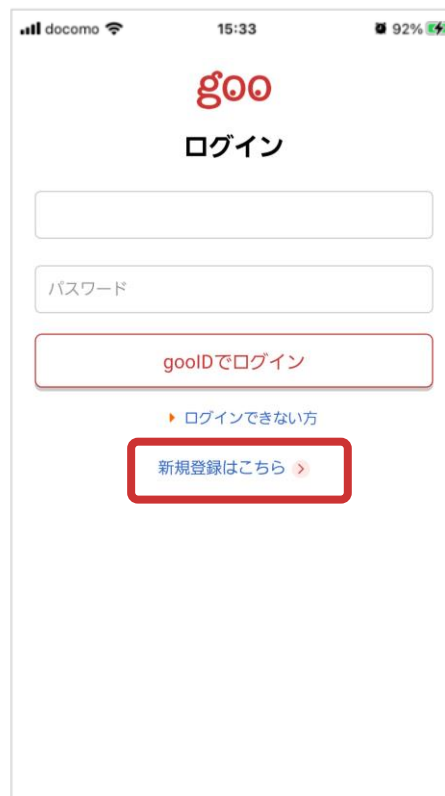 docomo 15:33 92%
goo
ログイン
パスワード
gooIDでログイン
ログインできない方
新規登録はこちら